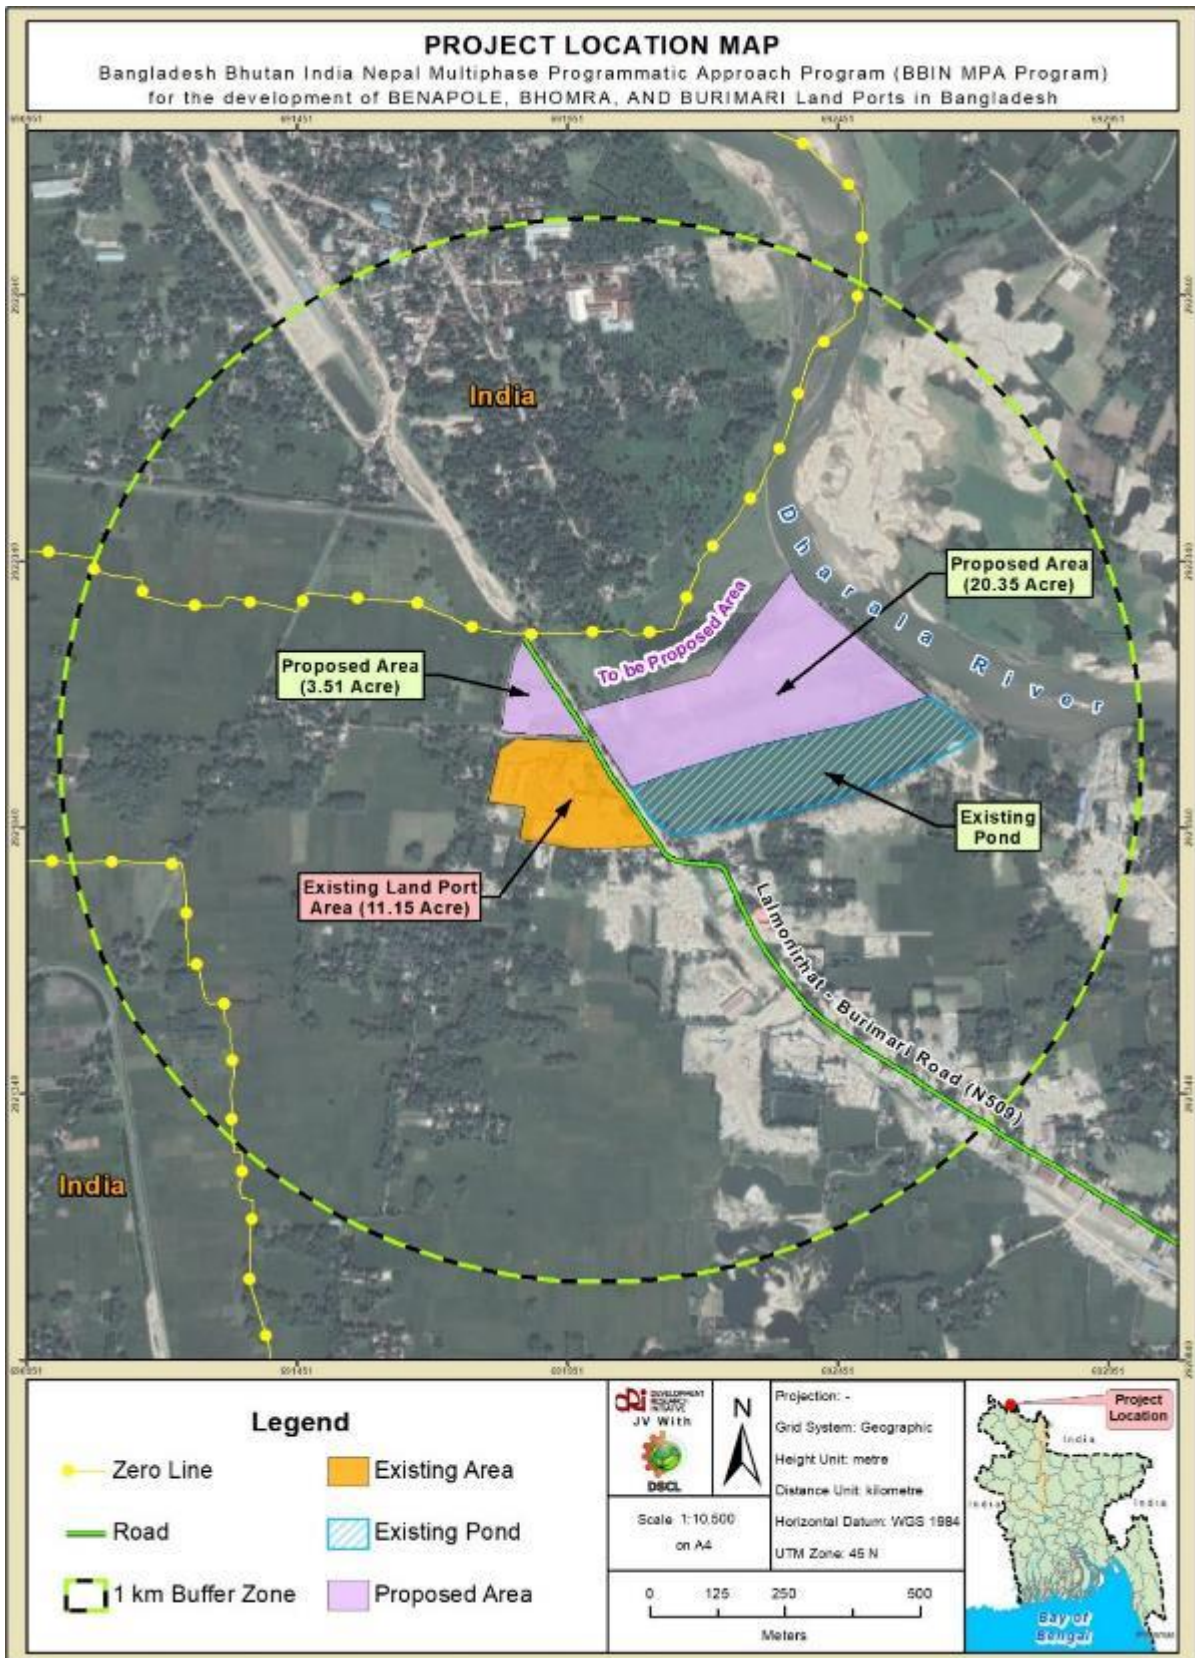 PROJECT LOCATION MAP
Bangladesh Bhutan India Nepal Multiphase Programmatic Approach Program (BBIN MPA Program)
for the development of BENAPOLE, BHOMRA, AND BURIMARI Land Ports in Bangladesh
691451
692451
India
Dharala River
Proposed Area
(20.35 Acre)
To be Proposed Area
Proposed Area
(3.51 Acre)
Existing
Pond
Existing Land Port
Area (11.15 Acre)
Lalmonirhat - Burimari Road (N509)
India
Legend
Zero Line
Road
1 km Buffer Zone
Existing Area
Existing Pond
Proposed Area
DEVELOPMENT
RESEARCH
INITIATIVE
JV With
DSCL
N
Scale 1:10,500
on A4
Projection: -
Grid System: Geographic
Height Unit: metre
Distance Unit: kilometre
Horizontal Datum: WGS 1984
UTM Zone: 45 N
0 125 250 500
Meters
Project
Location
India
India
India
Bay of
Bengal